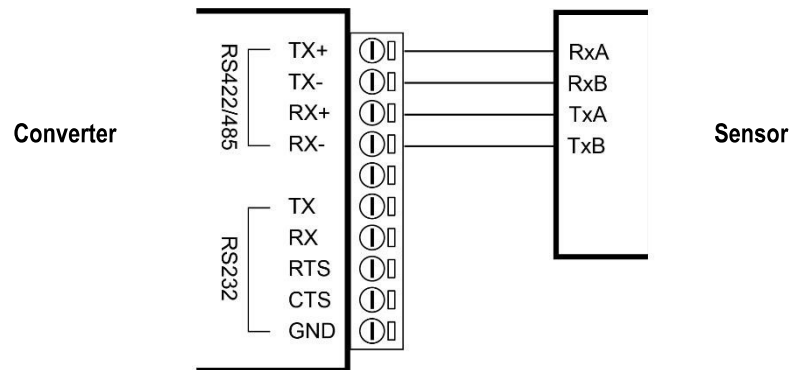 Converter
RS422/485
TX+
TX-
RX+
RX-
RS232
TX
RX
RTS
CTS
GND
RxA
RxB
TxA
TxB
Sensor